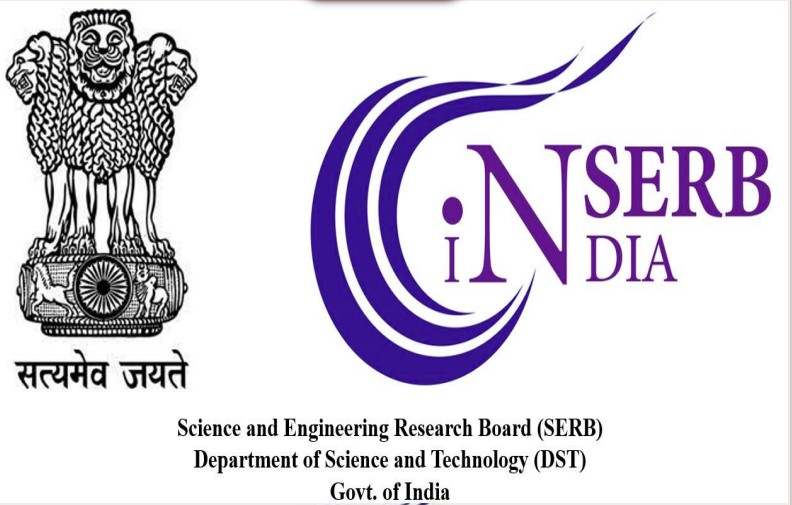 सत्यमेव जयते
iN SERB
DIA
Science and Engineering Research Board (SERB)
Department of Science and Technology (DST)
Govt. of India